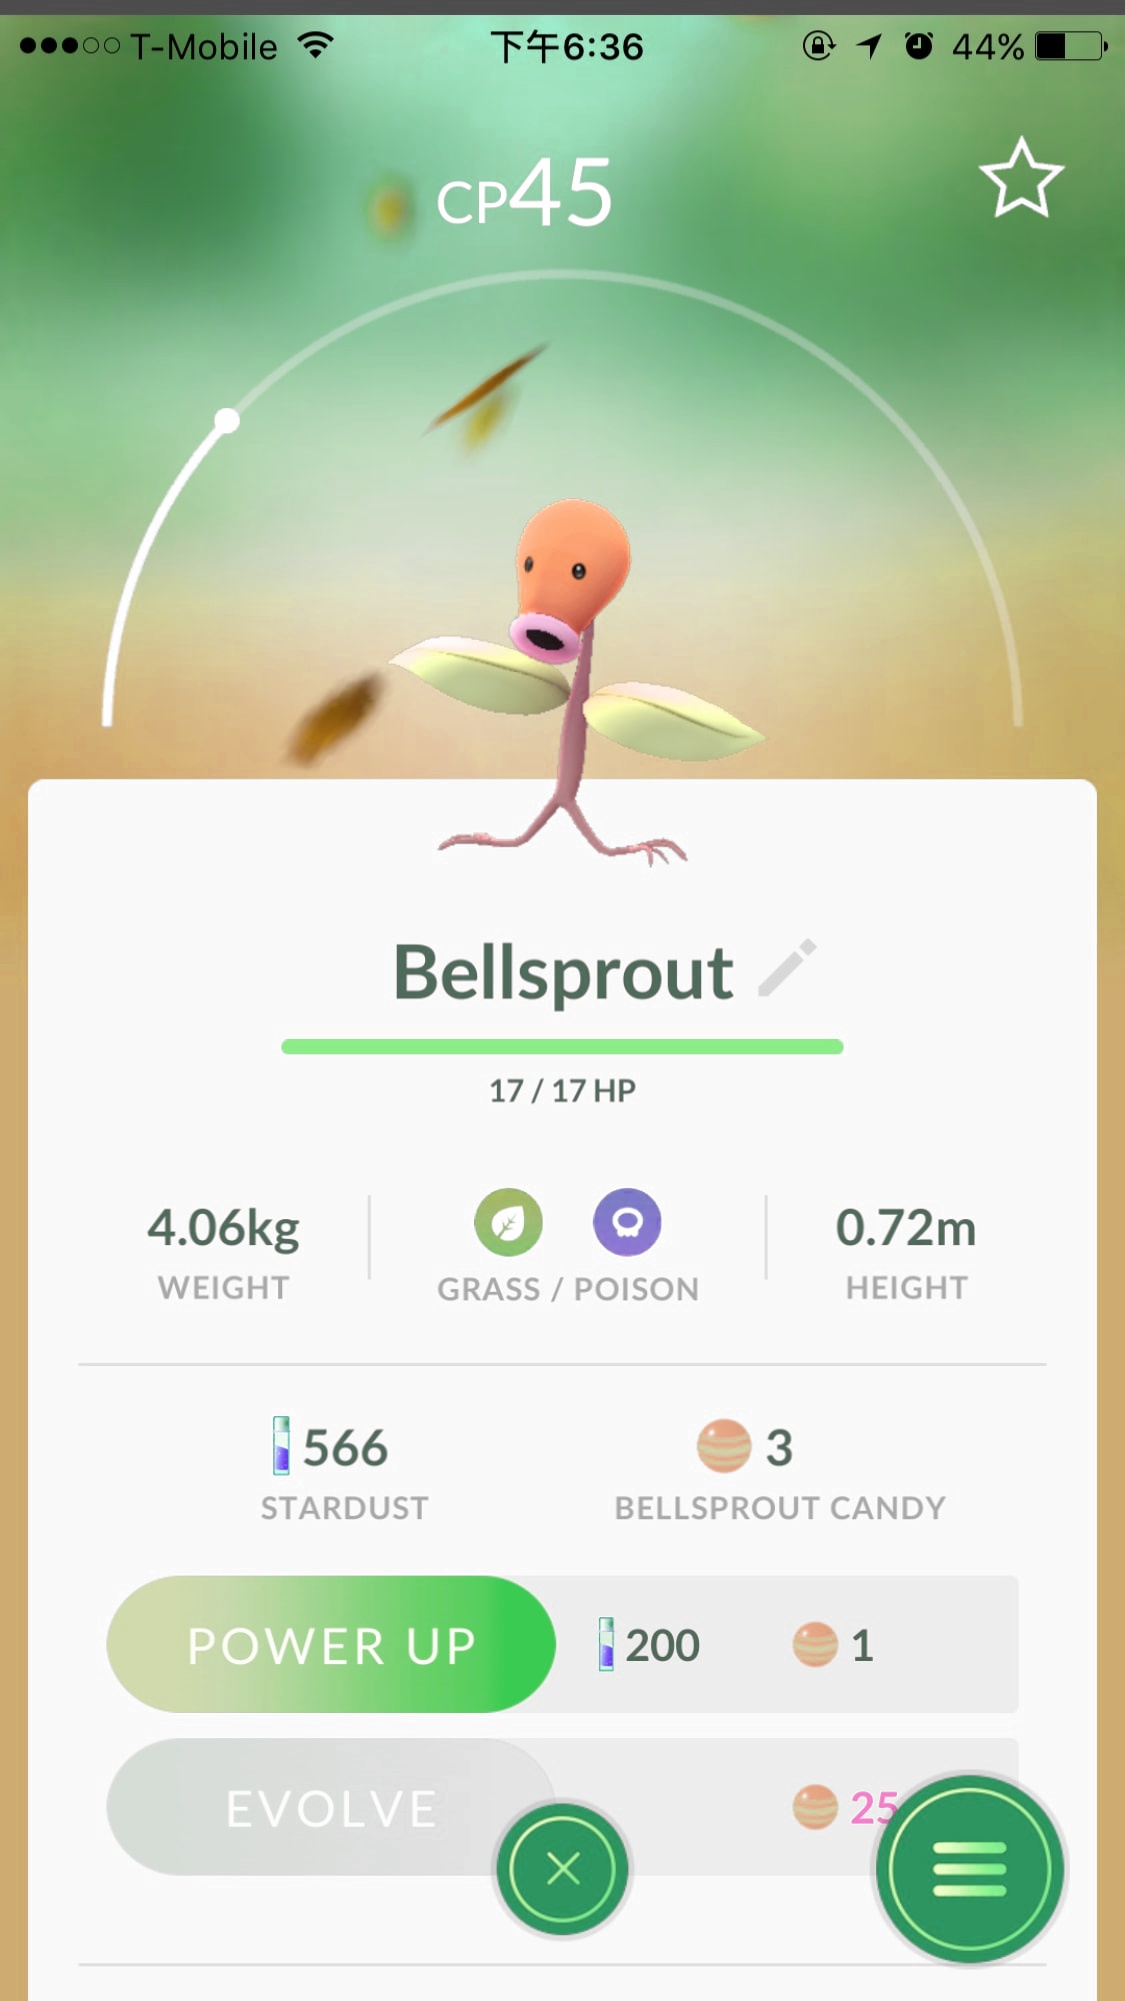 T-Mobile 下午6:36 44%
CP45
Bellsprout
17 / 17 HP
4.06kg 0.72m
WEIGHT GRASS / POISON HEIGHT
566 3
STARDUST BELLSPROUT CANDY
POWER UP 200 1
EVOLVE 25